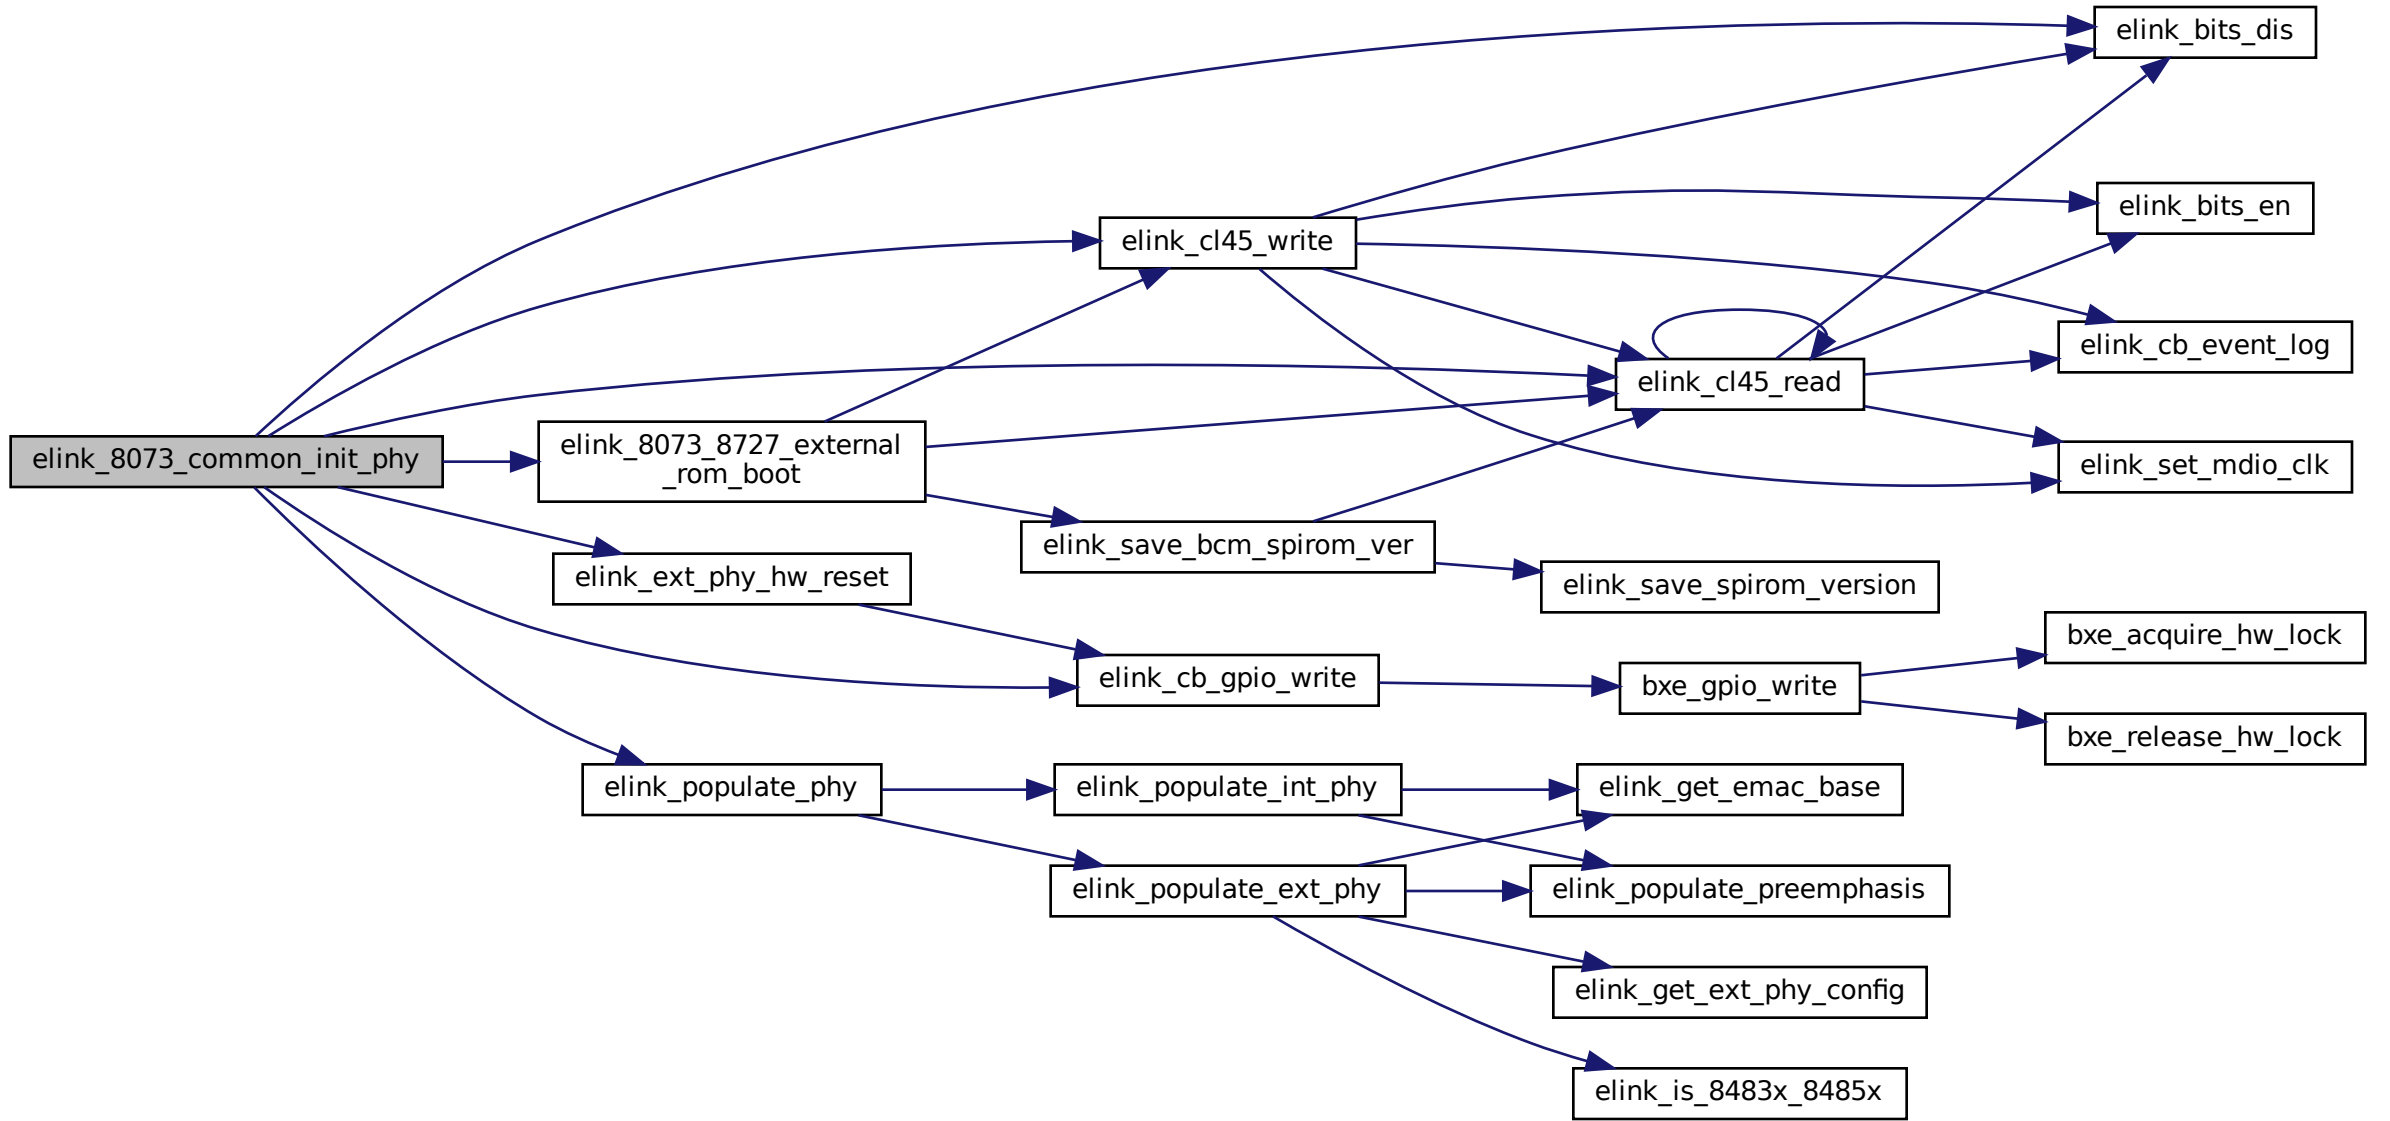 elink_bits_dis
elink_bits_en
elink_cl45_write
elink_cb_event_log
elink_cl45_read
elink_8073_common_init_phy
elink_8073_8727_external
_rom_boot
elink_set_mdio_clk
elink_save_bcm_spirom_ver
elink_ext_phy_hw_reset
elink_save_spirom_version
bxe_acquire_hw_lock
elink_cb_gpio_write
bxe_gpio_write
bxe_release_hw_lock
elink_populate_phy
elink_populate_int_phy
elink_get_emac_base
elink_populate_ext_phy
elink_populate_preemphasis
elink_get_ext_phy_config
elink_is_8483x_8485x